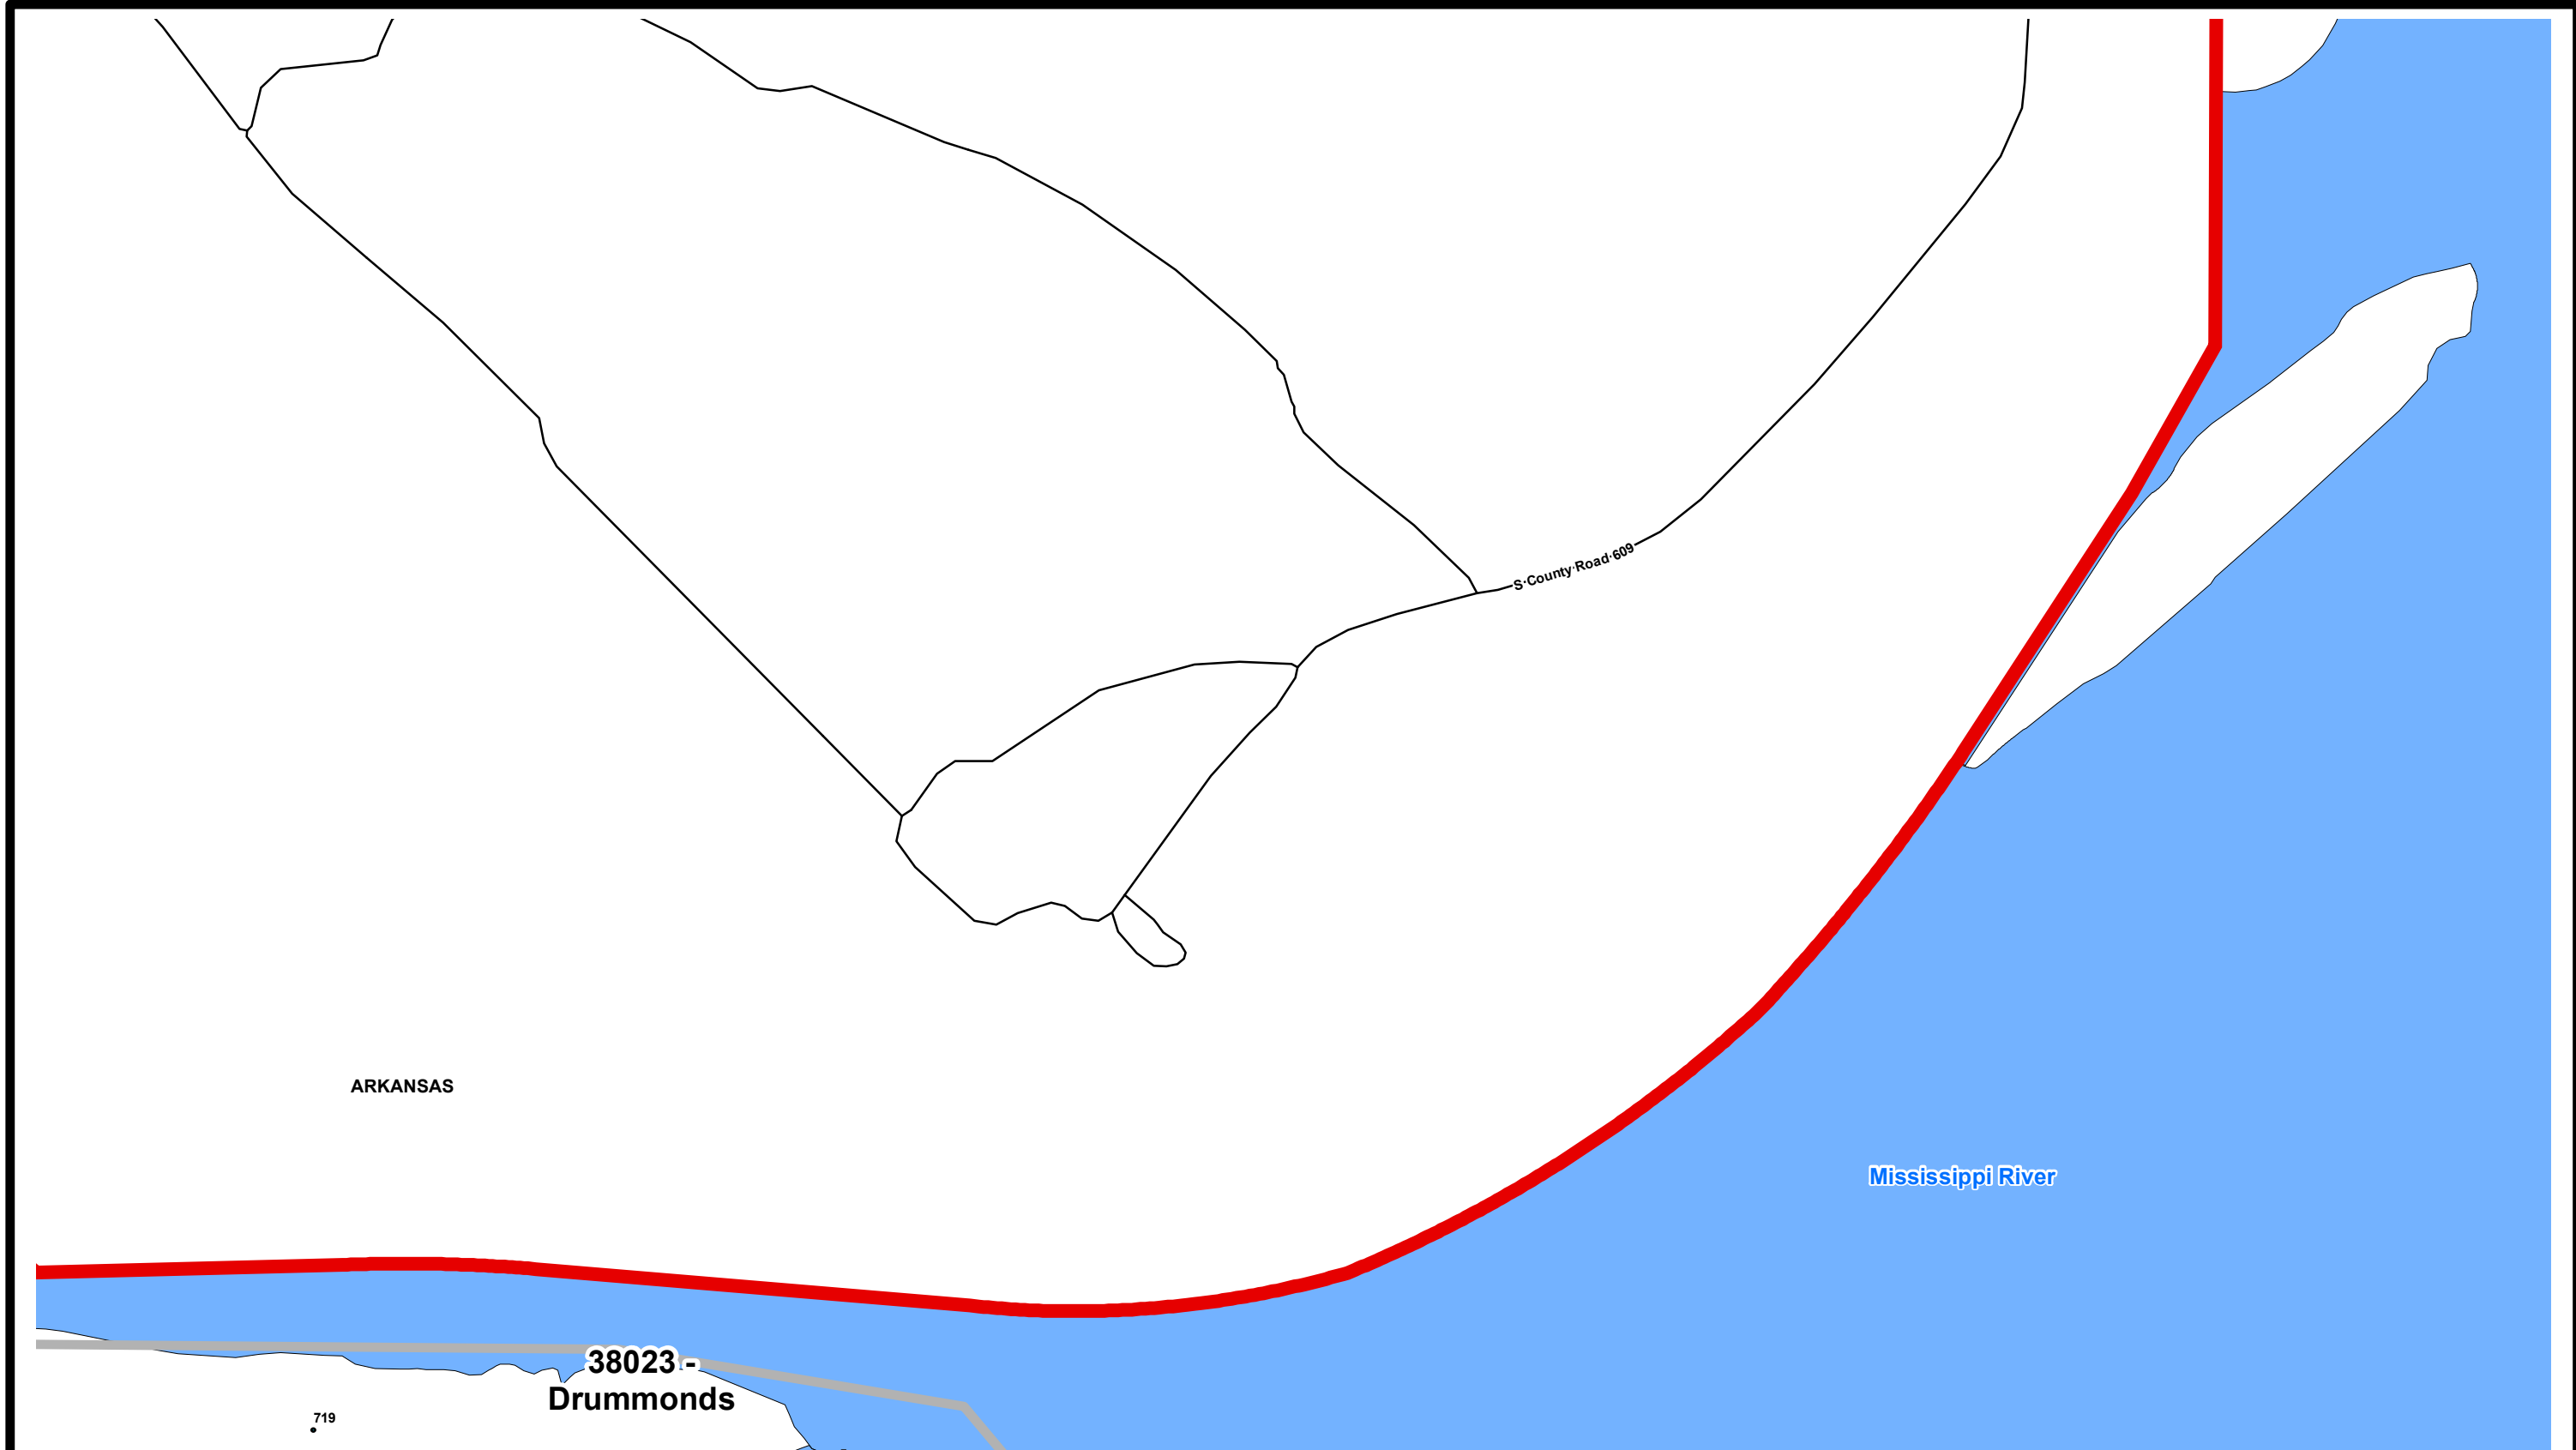 S County Road 609
ARKANSAS
Mississippi River
38023 -
Drummonds
719